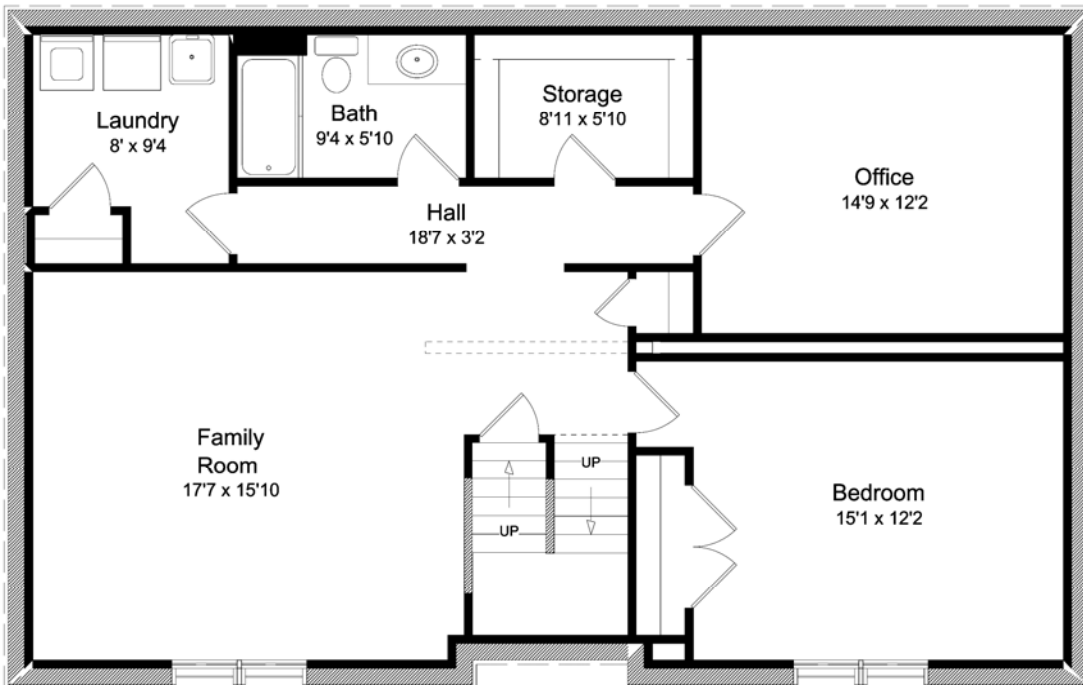 Laundry
8' x 9'4
Bath
9'4 x 5'10
Storage
8'11 x 5'10
Office
14'9 x 12'2
Hall
18'7 x 3'2
Family
Room
17'7 x 15'10
UP
UP
Bedroom
15'1 x 12'2